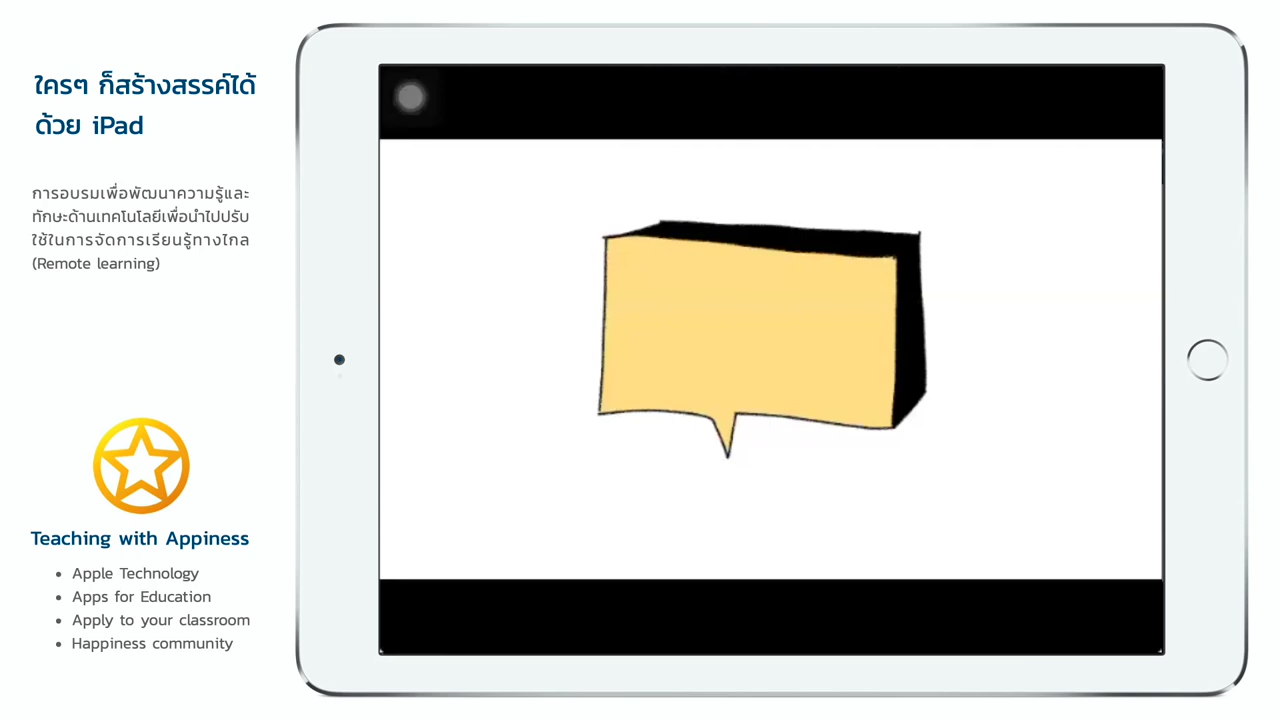 ใครๆ ก็สร้างสรรค์ได้
ด้วย iPad
การอบรมเพื่อพัฒนาความรู้และ
ทักษะด้านเทคโนโลยีเพื่อนำไปปรับ
ใช้ในการจัดการเรียนรู้ทางไกล
(Remote learning)
Teaching with Appiness
• Apple Technology
• Apps for Education
• Apply to your classroom
• Happiness community